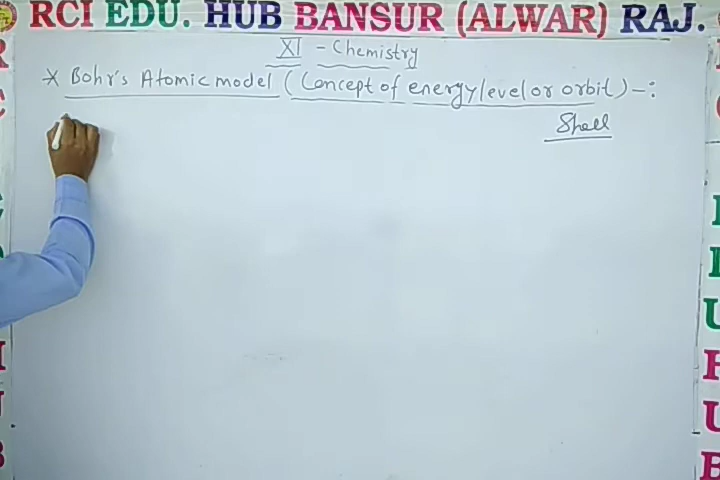 RCI EDU. HUB BANSUR (ALWAR) RAJ.
XI - Chemistry
* Bohr's Atomic model (Concept of energy level or orbit) -:
Shell